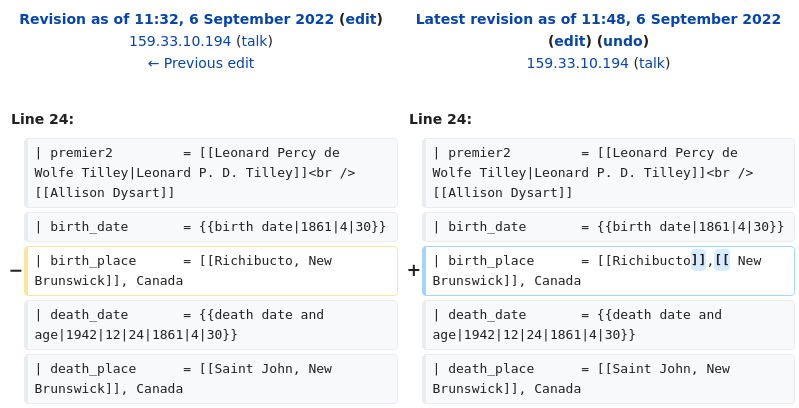 Revision as of 11:32, 6 September 2022 (edit)
159.33.10.194 (talk)
← Previous edit
Line 24:
| premier2         = [[Leonard Percy de
Wolfe Tilley|Leonard P. D. Tilley]]<br />
[[Allison Dysart]]
| birth_date       = {{birth date|1861|4|30}}
− | birth_place      = [[Richibucto, New
Brunswick]], Canada
| death_date       = {{death date and
age|1942|12|24|1861|4|30}}
| death_place      = [[Saint John, New
Brunswick]], Canada
Latest revision as of 11:48, 6 September 2022
(edit) (undo)
159.33.10.194 (talk)
Line 24:
| premier2         = [[Leonard Percy de
Wolfe Tilley|Leonard P. D. Tilley]]<br />
[[Allison Dysart]]
| birth_date       = {{birth date|1861|4|30}}
+ | birth_place      = [[Richibucto]],[[ New
Brunswick]], Canada
| death_date       = {{death date and
age|1942|12|24|1861|4|30}}
| death_place      = [[Saint John, New
Brunswick]], Canada